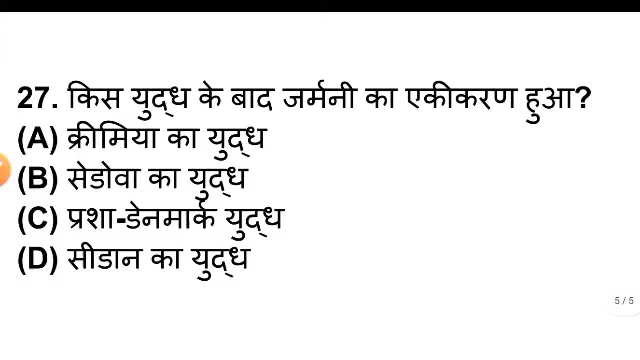 27. किस युद्ध के बाद जर्मनी का एकीकरण हुआ?
(A) क्रीमिया का युद्ध
(B) सेडोवा का युद्ध
(C) प्रशा-डेनमार्क युद्ध
(D) सीडान का युद्ध
5 / 5